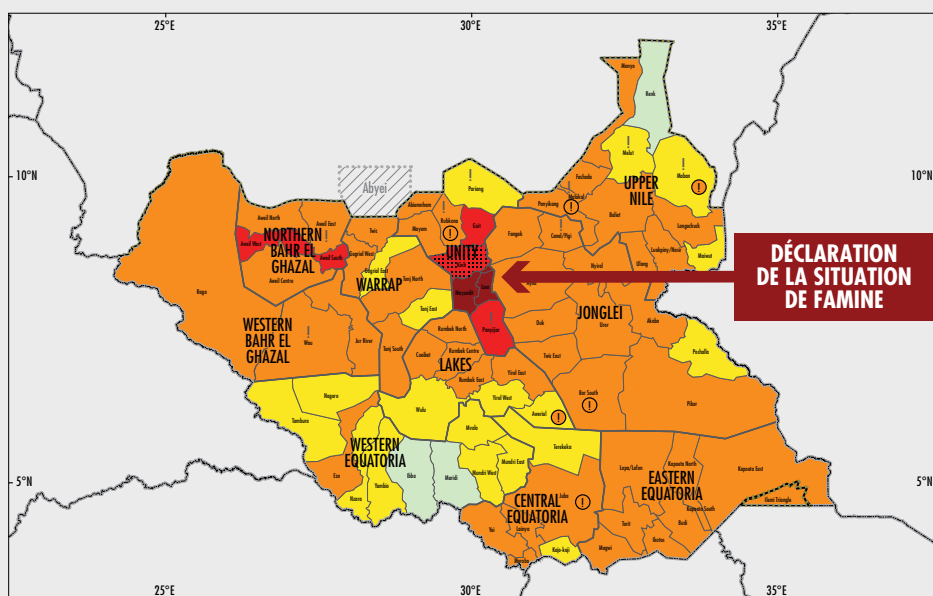 25°E
30°E
35°E
10°N
10°N
Manyo
Renk
Melut
Maban
Fashoda
UPPER
NILE
Abyei
Pariang
Abiemnhom
Rubkona
Mayom
Guit
Panyikang
Malakal
Baliet
Longochuk
Fangak
Canal/Pigi
Luakpiny/Nasir
Maiwut
Ulang
Nyirol
Aweil North
Aweil East
Aweil West
Aweil South
NORTHERN
BAHR EL
GHAZAL
Aweil Centre
Twic
Gogrial West
Gogrial East
WARRAP
Tonj North
Tonj East
Tonj South
UNITY
Koch
Mayendit
Leer
Panyijiar
DÉCLARATION
DE LA SITUATION
DE FAMINE
Raga
WESTERN
BAHR EL
GHAZAL
Wau
Jur River
JONGLEI
Uror
Akobo
Duk
Pochalla
Twic East
Rumbek North
Cueibet
Rumbek Centre
LAKES
Rumbek East
Yirol East
Yirol West
Awerial
Wulu
Bor South
Pibor
Nagero
Tambura
WESTERN
EQUATORIA
Ezo
Nzara
Yambio
Ibba
Maridi
Mvolo
Mundri West
Mundri East
Terekeka
CENTRAL
EQUATORIA
Juba
Yei
Lainya
Morobo
Kajo-keji
5°N
5°N
Lopa/Lafon
Kapoeta North
Kapoeta East
EASTERN
EQUATORIA
Kapoeta South
Ilemi Triangle
Torit
Budi
Ikotos
Magwi
25°E
30°E
35°E